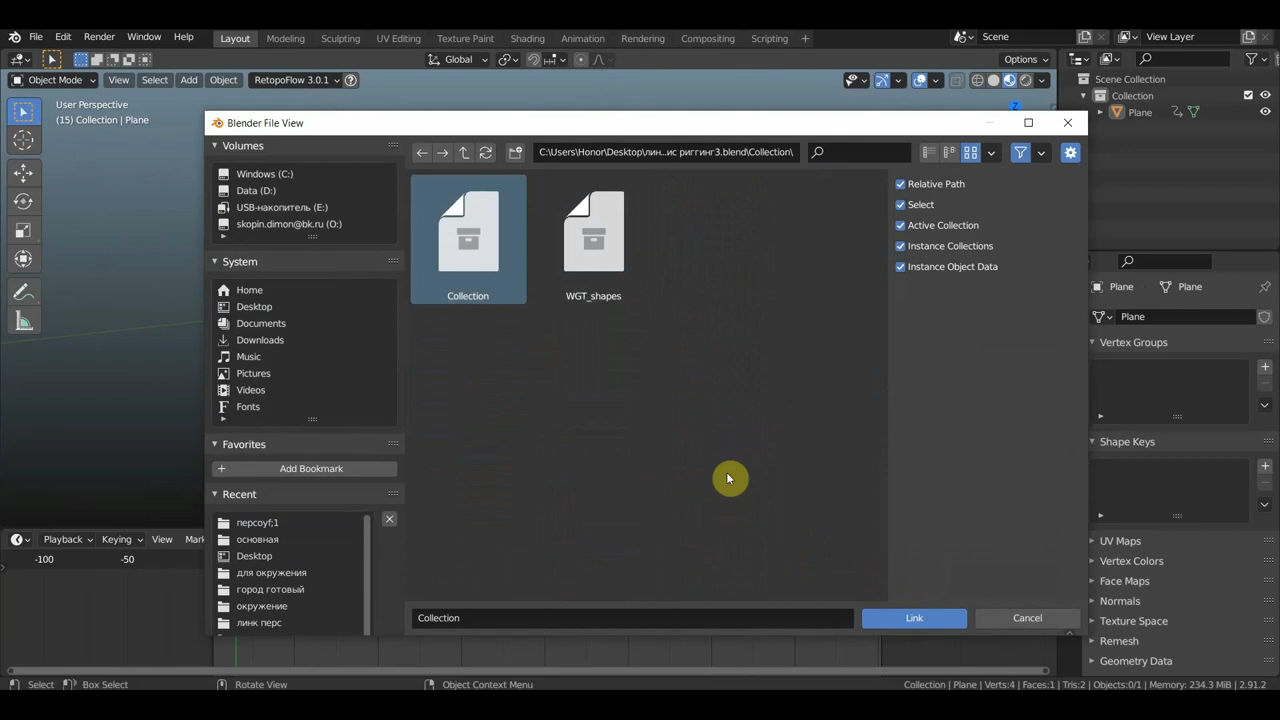 File Edit Render Window Help Layout Modeling Sculpting UV Editing Texture Paint Shading Animation Rendering Compositing Scripting + Scene View Layer
Global Options
Object Mode View Select Add Object RetopoFlow 3.0.1
Scene Collection
Collection
Plane
User Perspective
(15) Collection | Plane
Z
Blender File View
Volumes
Windows (C:)
Data (D:)
USB-накопитель (E:)
skopin.dimon@bk.ru (O:)
System
Home
Desktop
Documents
Downloads
Music
Pictures
Videos
Fonts
Favorites
Add Bookmark
Recent
персоуf;1
основная
Desktop
для окружения
город готовый
окружение
линк перс
C:\Users\Honor\Desktop\лин...ис риггинг3.blend\Collection\
Collection
WGT_shapes
Relative Path
Select
Active Collection
Instance Collections
Instance Object Data
Collection
Link
Cancel
Plane Plane
Plane
Vertex Groups
Shape Keys
UV Maps
Vertex Colors
Face Maps
Normals
Texture Space
Remesh
Geometry Data
Playback Keying View Mark
-100 -50
Select Box Select Rotate View Object Context Menu Collection | Plane | Verts:4 | Faces:1 | Tris:2 | Objects:0/1 | Memory: 234.3 MiB | 2.91.2